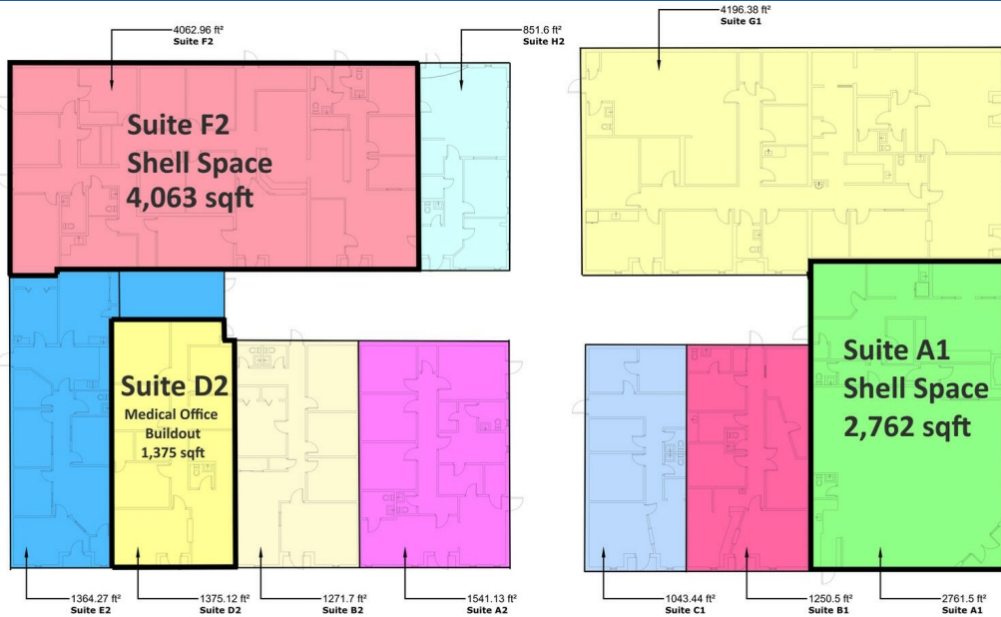 4062.96 ft²
Suite F2
851.6 ft²
Suite H2
4196.38 ft²
Suite G1
Suite F2
Shell Space
4,063 sqft
Suite D2
Medical Office
Buildout
1,375 sqft
Suite A1
Shell Space
2,762 sqft
1364.27 ft²
Suite E2
1375.12 ft²
Suite D2
1271.7 ft²
Suite B2
1541.13 ft²
Suite A2
1043.44 ft²
Suite C1
1250.5 ft²
Suite B1
2761.5 ft²
Suite A1